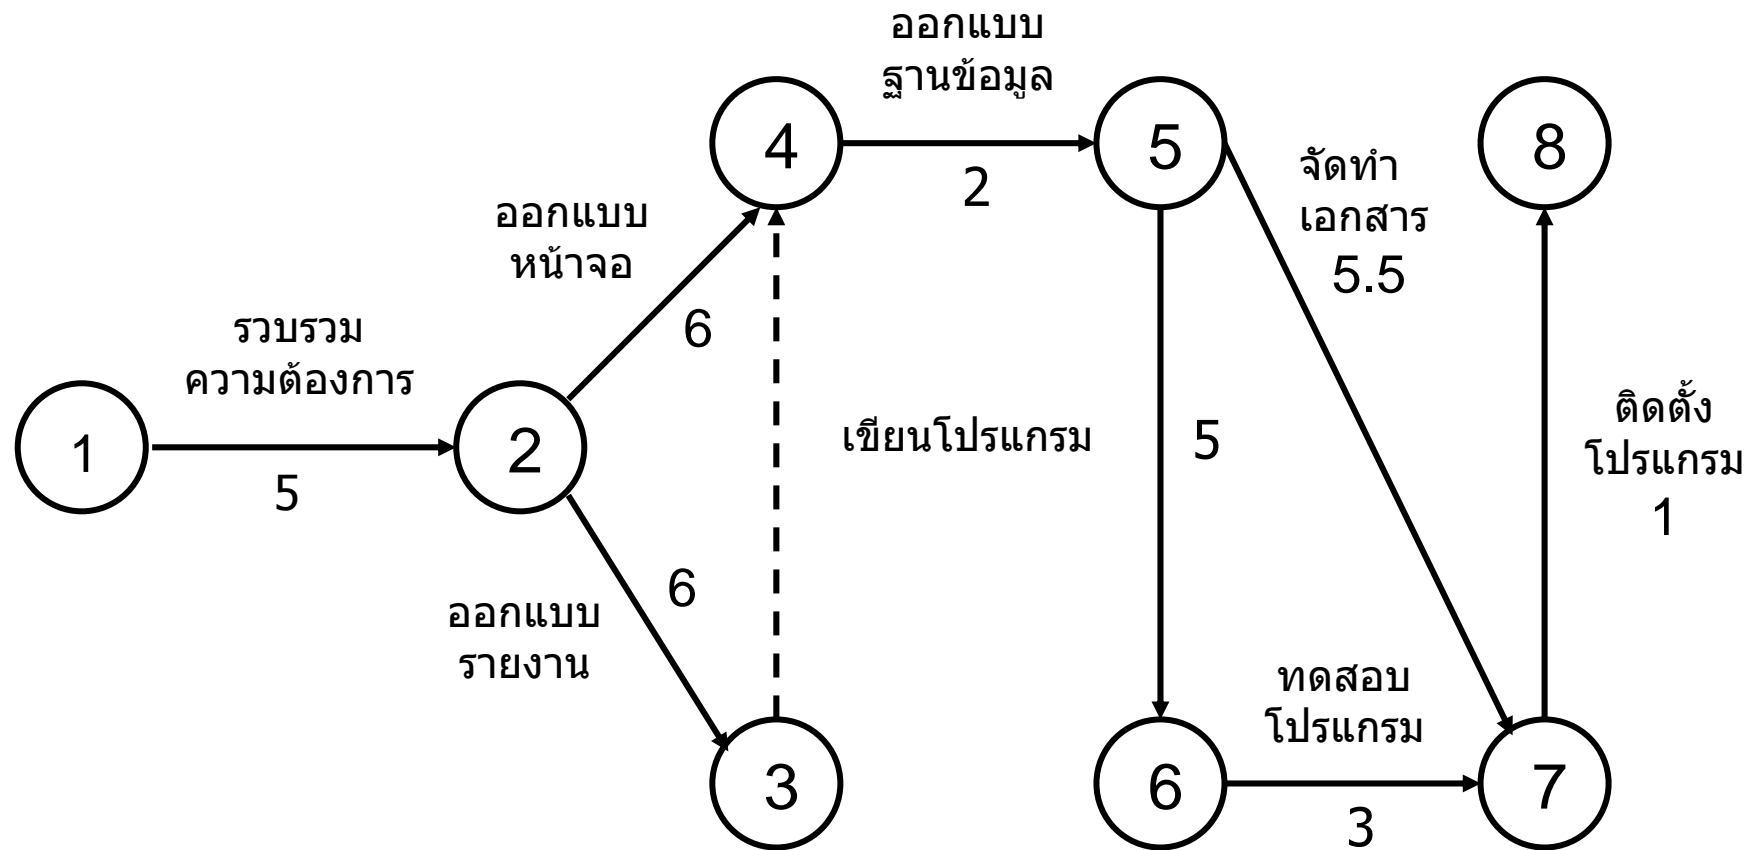 ออกแบบ
ฐานข้อมูล
4
2
5
จัดทำ
เอกสาร
5.5
8
ออกแบบ
หน้าจอ
6
รวบรวม
ความต้องการ
1
5
2
เขียนโปรแกรม
5
ติดตั้ง
โปรแกรม
1
ออกแบบ
รายงาน
6
3
6
ทดสอบ
โปรแกรม
3
7